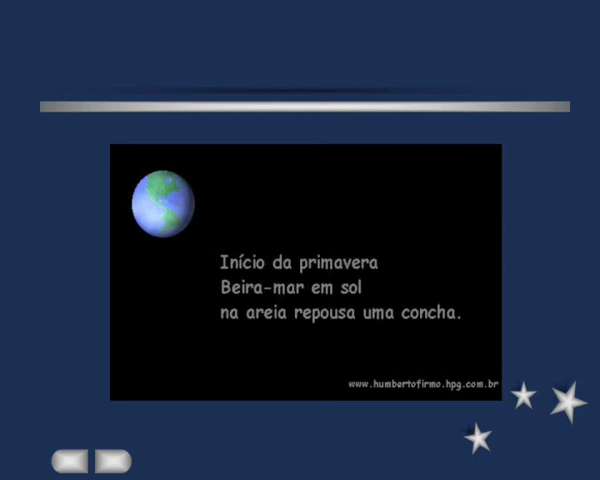 Início da primavera
Beira-mar em sol
na areia repousa uma concha.
www.humbertofirmo.hpg.com.br